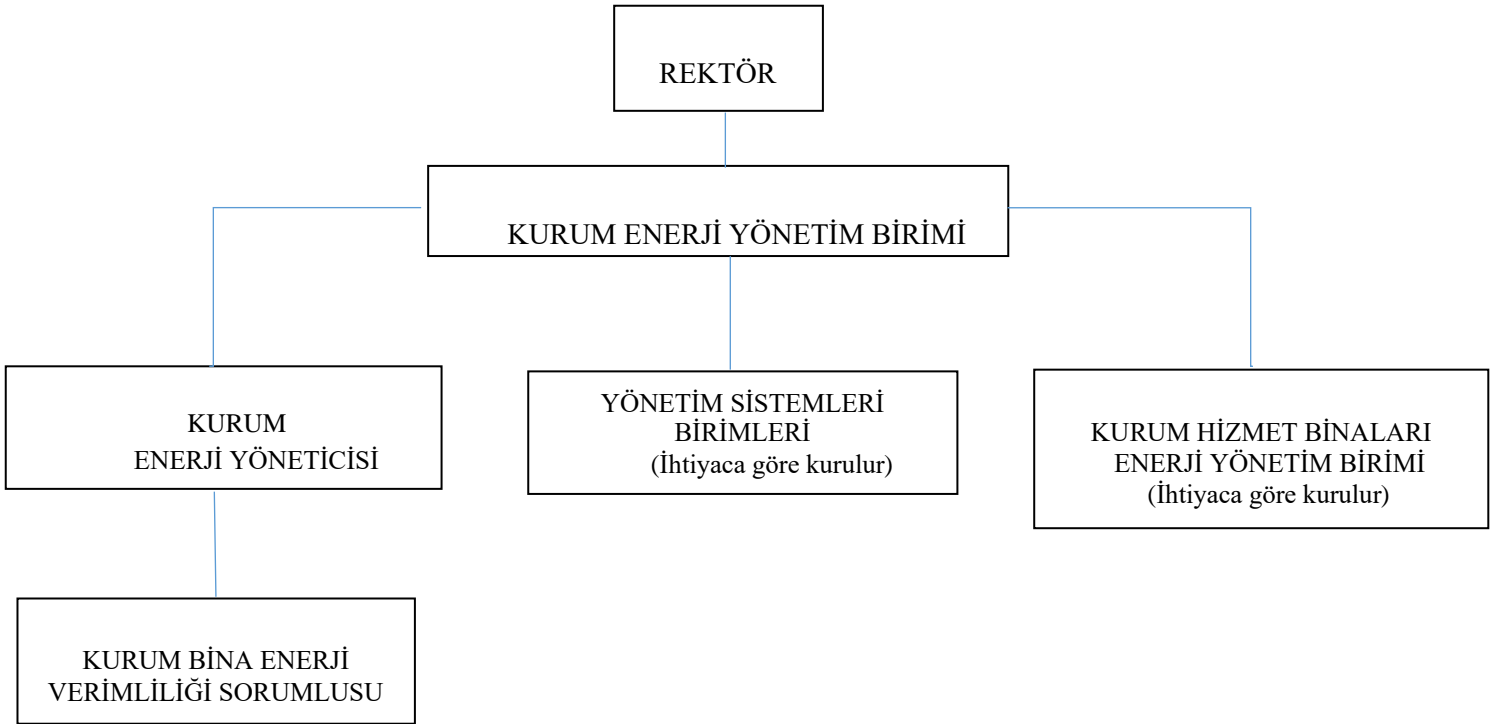 REKTÖR
KURUM ENERJİ YÖNETİM BİRİMİ
KURUM
ENERJİ YÖNETİCİSİ
YÖNETİM SİSTEMLERİ
BİRİMLERİ
(İhtiyaca göre kurulur)
KURUM HİZMET BİNALARI
ENERJİ YÖNETİM BİRİMİ
(İhtiyaca göre kurulur)
KURUM BİNA ENERJİ
VERİMLİLİĞİ SORUMLUSU